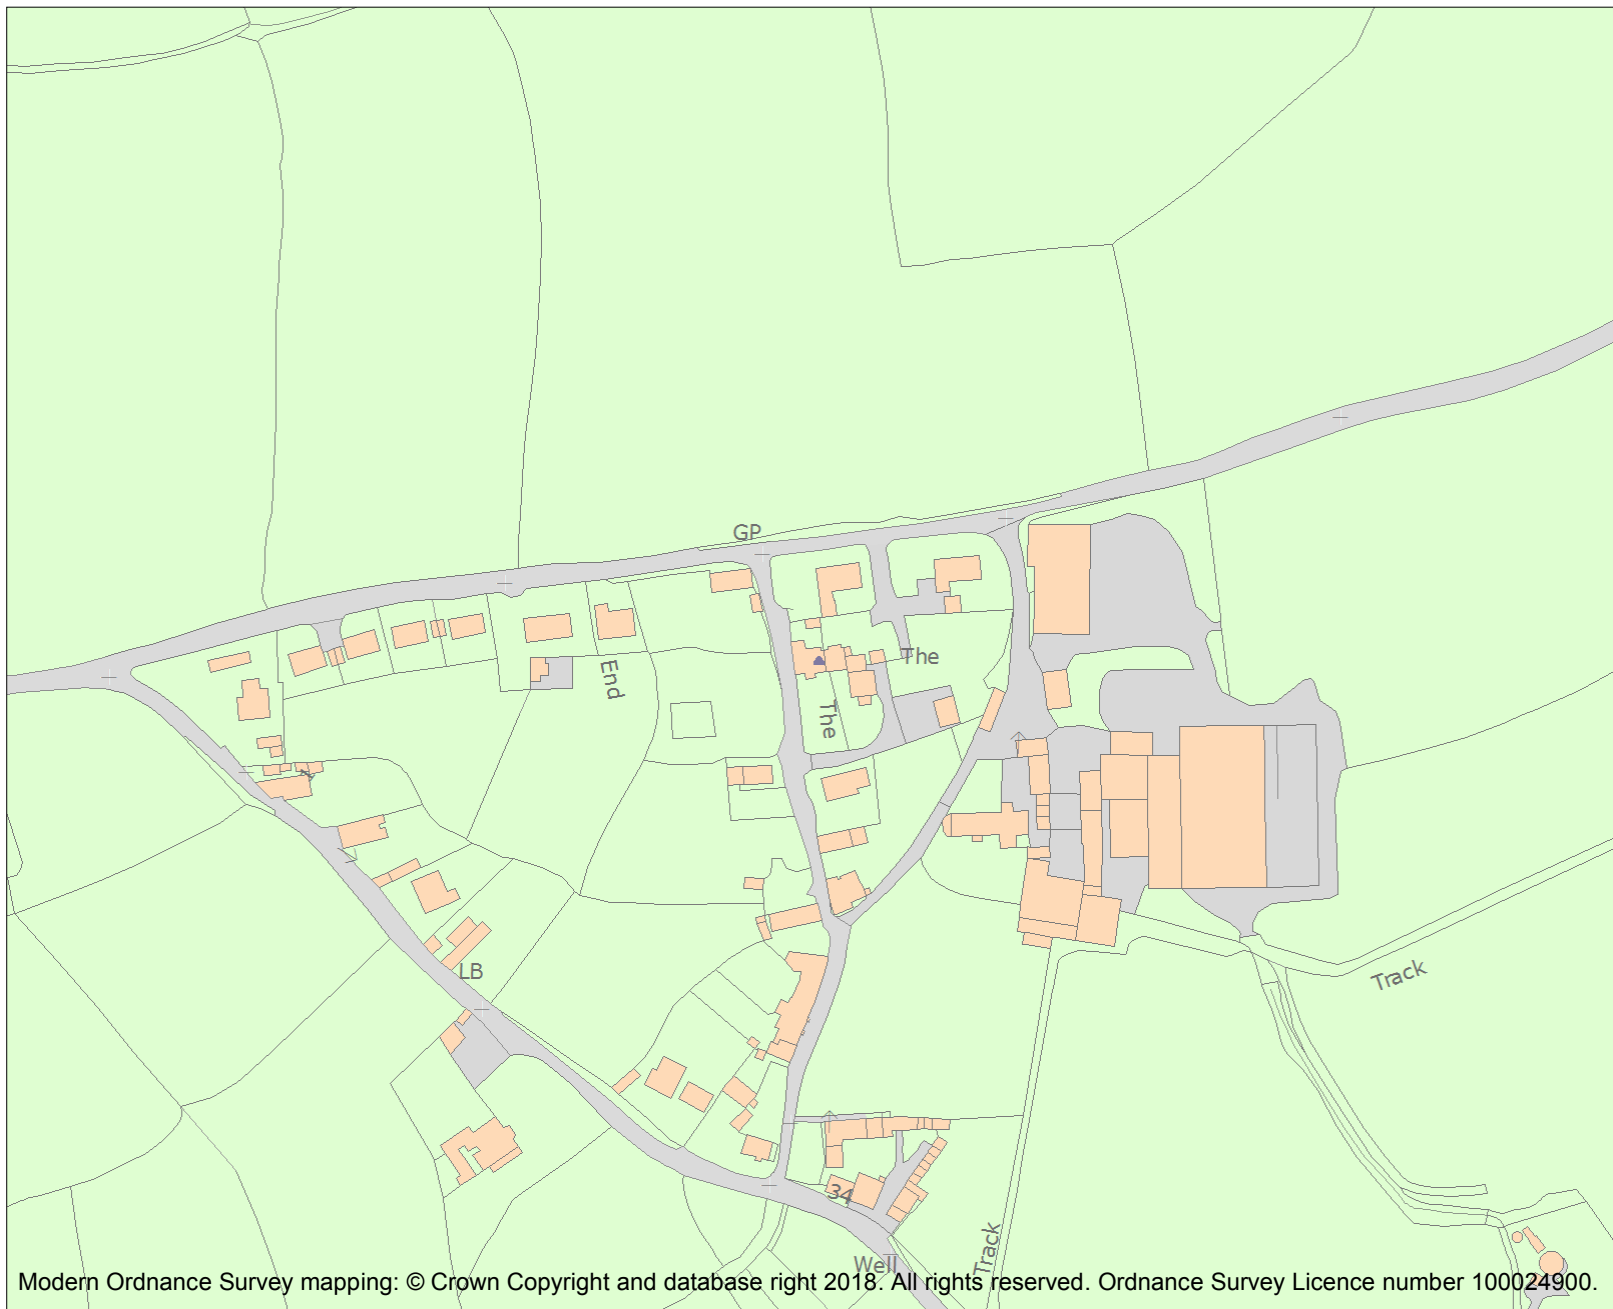 GP
The
End
The
LB
Track
34
Track
Well
Modern Ordnance Survey mapping: © Crown Copyright and database right 2018. All rights reserved. Ordnance Survey Licence number 100024900.